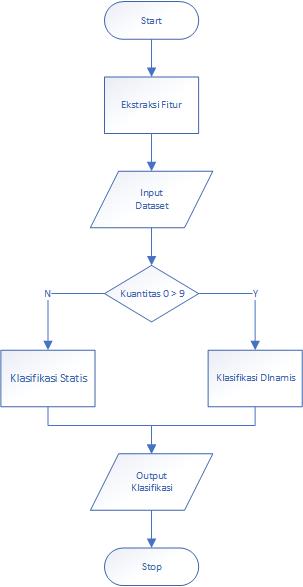 Start
Ekstraksi Fitur
Input
Dataset
Kuantitas 0 > 9
N
Y
Klasifikasi Statis
Klasifikasi DInamis
Output
Klasifikasi
Stop